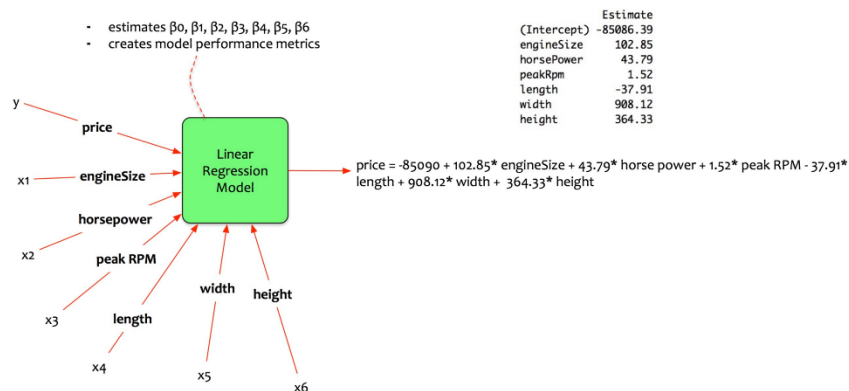 - estimates β0, β1, β2, β3, β4, β5, β6
- creates model performance metrics
Estimate
(Intercept) -85086.39
engineSize 102.85
horsePower 43.79
peakRpm 1.52
length -37.91
width 908.12
height 364.33
y
price
x1
engineSize
horsepower
x2
peak RPM
x3
length
x4
width
x5
height
x6
Linear
Regression
Model
price = -85090 + 102.85* engineSize + 43.79* horse power + 1.52* peak RPM - 37.91*
length + 908.12* width + 364.33* height